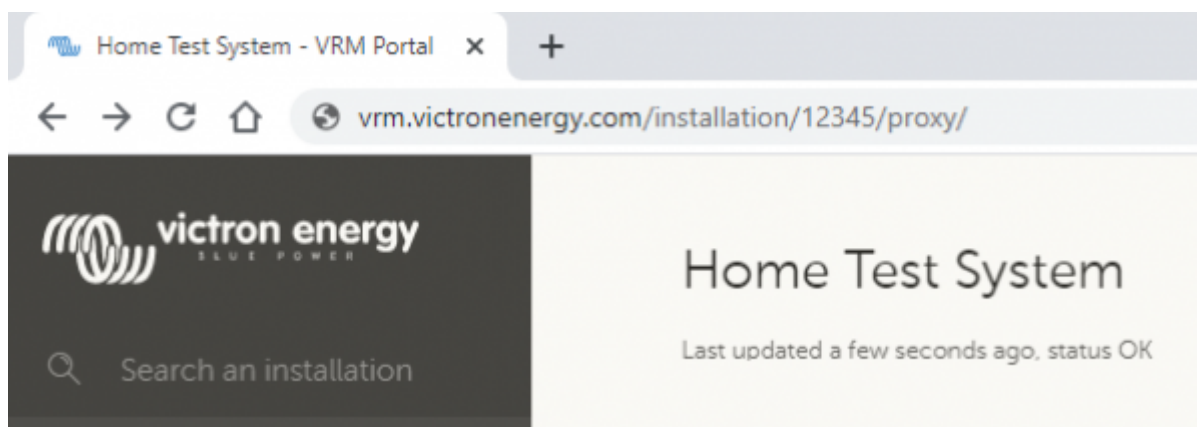 Home Test System - VRM Portal
vrm.victronenergy.com/installation/12345/proxy/
victron energy
BLUE POWER
Home Test System
Last updated a few seconds ago, status OK
Search an installation